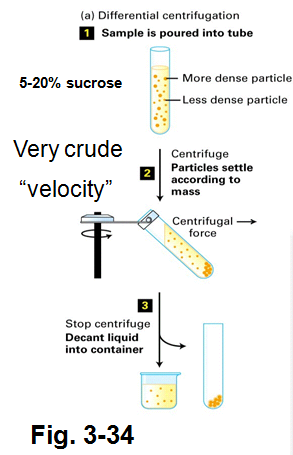 (a) Differential centrifugation
1 Sample is poured into tube
5-20% sucrose
More dense particle
Less dense particle
Very crude
“velocity”
2
Centrifuge
Particles settle
according to
mass
Centrifugal
force
3
Stop centrifuge
Decant liquid
into container
Fig. 3-34